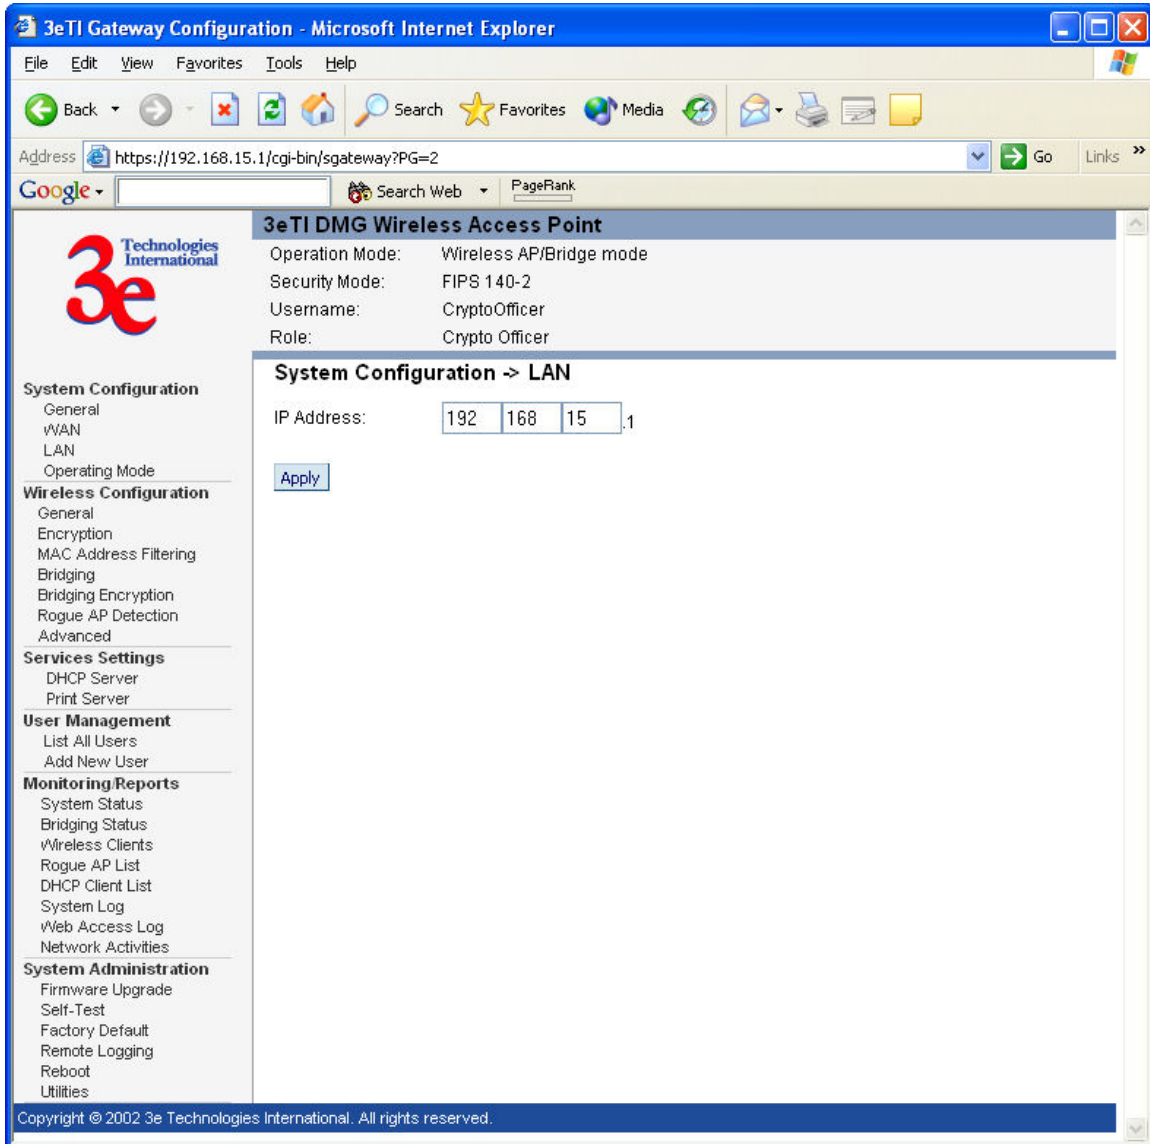 3eTI Gateway Configuration - Microsoft Internet Explorer
File Edit View Favorites Tools Help
Back Search Favorites Media
Address https://192.168.15.1/cgi-bin/sgateway?PG=2 Go Links »
Google Search Web PageRank
3e Technologies International
3eTI DMG Wireless Access Point
Operation Mode: Wireless AP/Bridge mode
Security Mode: FIPS 140-2
Username: CryptoOfficer
Role: Crypto Officer
System Configuration
General
WAN
LAN
Operating Mode
Wireless Configuration
General
Encryption
MAC Address Filtering
Bridging
Bridging Encryption
Rogue AP Detection
Advanced
Services Settings
DHCP Server
Print Server
User Management
List All Users
Add New User
Monitoring/Reports
System Status
Bridging Status
Wireless Clients
Rogue AP List
DHCP Client List
System Log
Web Access Log
Network Activities
System Administration
Firmware Upgrade
Self-Test
Factory Default
Remote Logging
Reboot
Utilities
System Configuration -> LAN
IP Address: 192 168 15 .1
Apply
Copyright © 2002 3e Technologies International. All rights reserved.